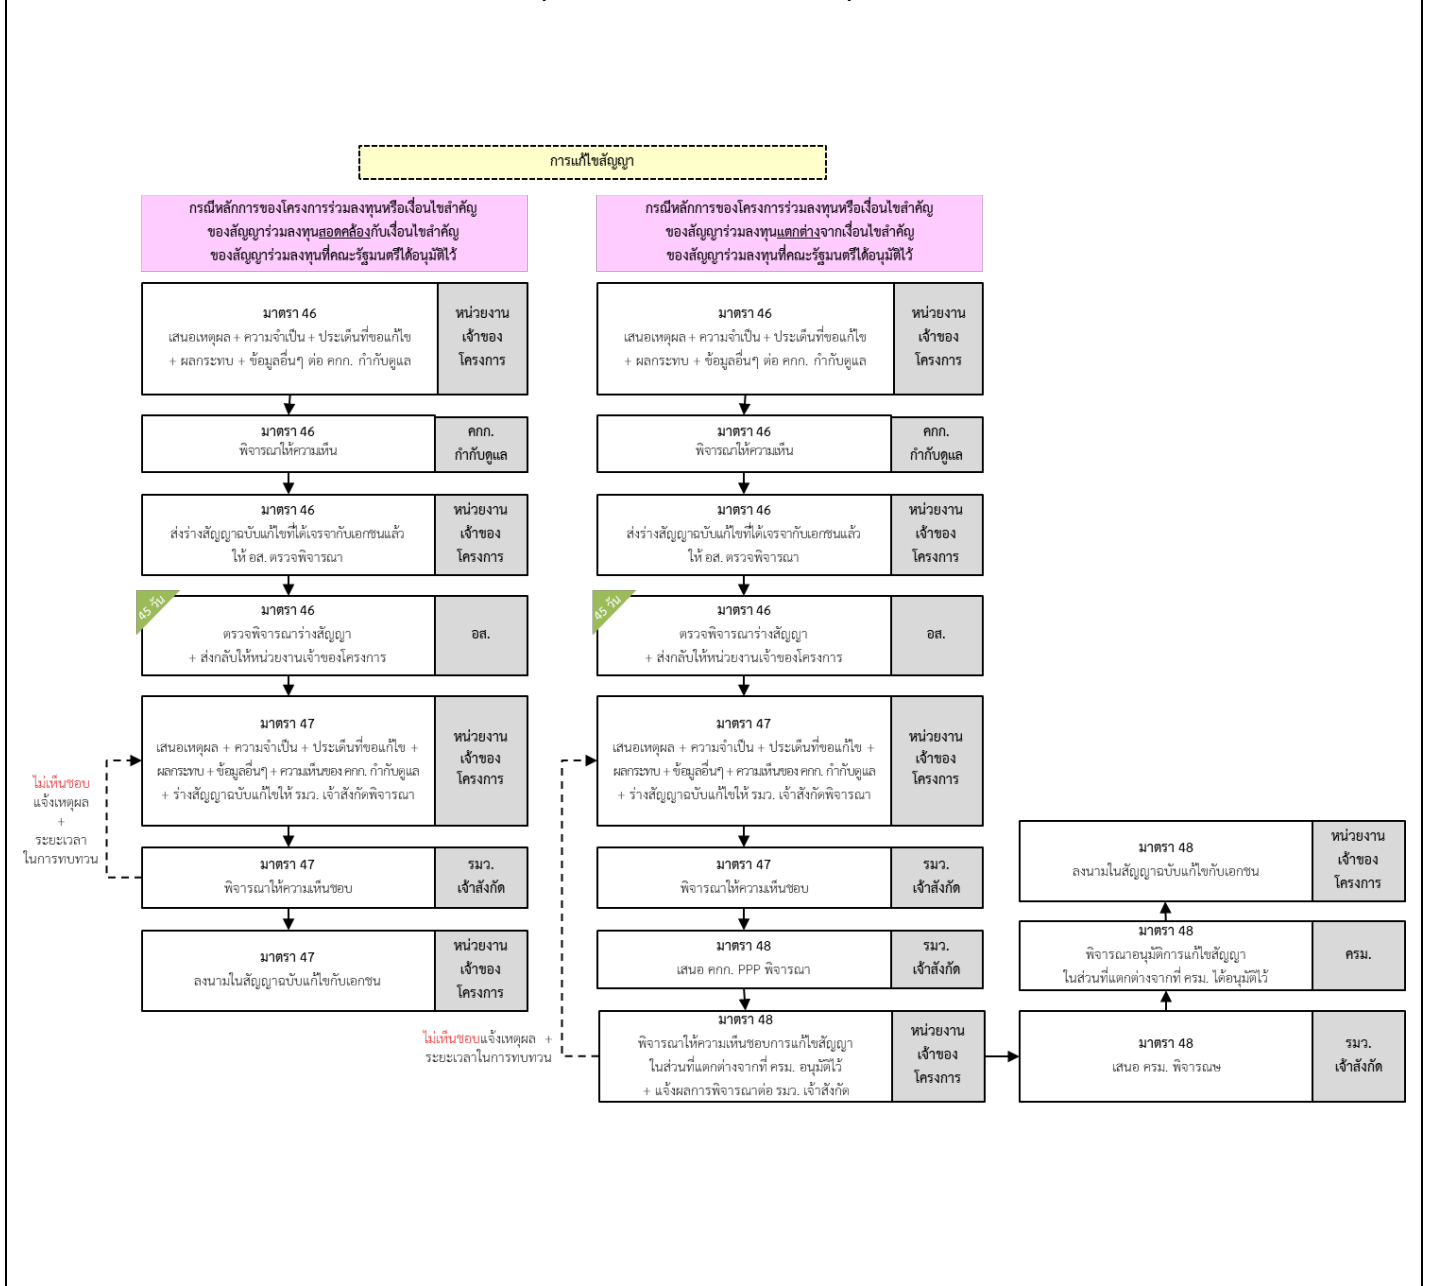 การแก้ไขสัญญา
กรณีหลักการของโครงการร่วมลงทุนหรือเงื่อนไขสำคัญ
ของสัญญาร่วมลงทุนสอดคล้องกับเงื่อนไขสำคัญ
ของสัญญาร่วมลงทุนที่คณะรัฐมนตรีได้อนุมัติไว้
มาตรา 46
เสนอเหตุผล + ความจำเป็น + ประเด็นที่ขอแก้ไข
+ ผลกระทบ + ข้อมูลอื่นๆ ต่อ คกก. กำกับดูแล
หน่วยงาน
เจ้าของ
โครงการ
มาตรา 46
พิจารณาให้ความเห็น
คกก.
กำกับดูแล
มาตรา 46
ส่งร่างสัญญาฉบับแก้ไขที่ได้เจรจากับเอกชนแล้ว
ให้ อส. ตรวจพิจารณา
หน่วยงาน
เจ้าของ
โครงการ
45 วัน
มาตรา 46
ตรวจพิจารณาร่างสัญญา
+ ส่งกลับให้หน่วยงานเจ้าของโครงการ
อส.
มาตรา 47
เสนอเหตุผล + ความจำเป็น + ประเด็นที่ขอแก้ไข +
ผลกระทบ + ข้อมูลอื่นๆ + ความเห็นของ คกก. กำกับดูแล
+ ร่างสัญญาฉบับแก้ไขให้ รมว. เจ้าสังกัดพิจารณา
หน่วยงาน
เจ้าของ
โครงการ
ไม่เห็นชอบ
แจ้งเหตุผล
+
ระยะเวลา
ในการทบทวน
มาตรา 47
พิจารณาให้ความเห็นชอบ
รมว.
เจ้าสังกัด
มาตรา 47
ลงนามในสัญญาฉบับแก้ไขกับเอกชน
หน่วยงาน
เจ้าของ
โครงการ
กรณีหลักการของโครงการร่วมลงทุนหรือเงื่อนไขสำคัญ
ของสัญญาร่วมลงทุนแตกต่างจากเงื่อนไขสำคัญ
ของสัญญาร่วมลงทุนที่คณะรัฐมนตรีได้อนุมัติไว้
มาตรา 46
เสนอเหตุผล + ความจำเป็น + ประเด็นที่ขอแก้ไข
+ ผลกระทบ + ข้อมูลอื่นๆ ต่อ คกก. กำกับดูแล
หน่วยงาน
เจ้าของ
โครงการ
มาตรา 46
พิจารณาให้ความเห็น
คกก.
กำกับดูแล
มาตรา 46
ส่งร่างสัญญาฉบับแก้ไขที่ได้เจรจากับเอกชนแล้ว
ให้ อส. ตรวจพิจารณา
หน่วยงาน
เจ้าของ
โครงการ
45 วัน
มาตรา 46
ตรวจพิจารณาร่างสัญญา
+ ส่งกลับให้หน่วยงานเจ้าของโครงการ
อส.
มาตรา 47
เสนอเหตุผล + ความจำเป็น + ประเด็นที่ขอแก้ไข +
ผลกระทบ + ข้อมูลอื่นๆ + ความเห็นของ คกก. กำกับดูแล
+ ร่างสัญญาฉบับแก้ไขให้ รมว. เจ้าสังกัดพิจารณา
หน่วยงาน
เจ้าของ
โครงการ
มาตรา 47
พิจารณาให้ความเห็นชอบ
รมว.
เจ้าสังกัด
มาตรา 48
เสนอ คกก. PPP พิจารณา
รมว.
เจ้าสังกัด
ไม่เห็นชอบแจ้งเหตุผล +
ระยะเวลาในการทบทวน
มาตรา 48
พิจารณาให้ความเห็นชอบการแก้ไขสัญญา
ในส่วนที่แตกต่างจากที่ ครม. อนุมัติไว้
+ แจ้งผลการพิจารณาต่อ รมว. เจ้าสังกัด
หน่วยงาน
เจ้าของ
โครงการ
มาตรา 48
ลงนามในสัญญาฉบับแก้ไขกับเอกชน
หน่วยงาน
เจ้าของ
โครงการ
มาตรา 48
พิจารณาอนุมัติการแก้ไขสัญญา
ในส่วนที่แตกต่างจากที่ ครม. ได้อนุมัติไว้
ครม.
มาตรา 48
เสนอ ครม. พิจารณษ
รมว.
เจ้าสังกัด